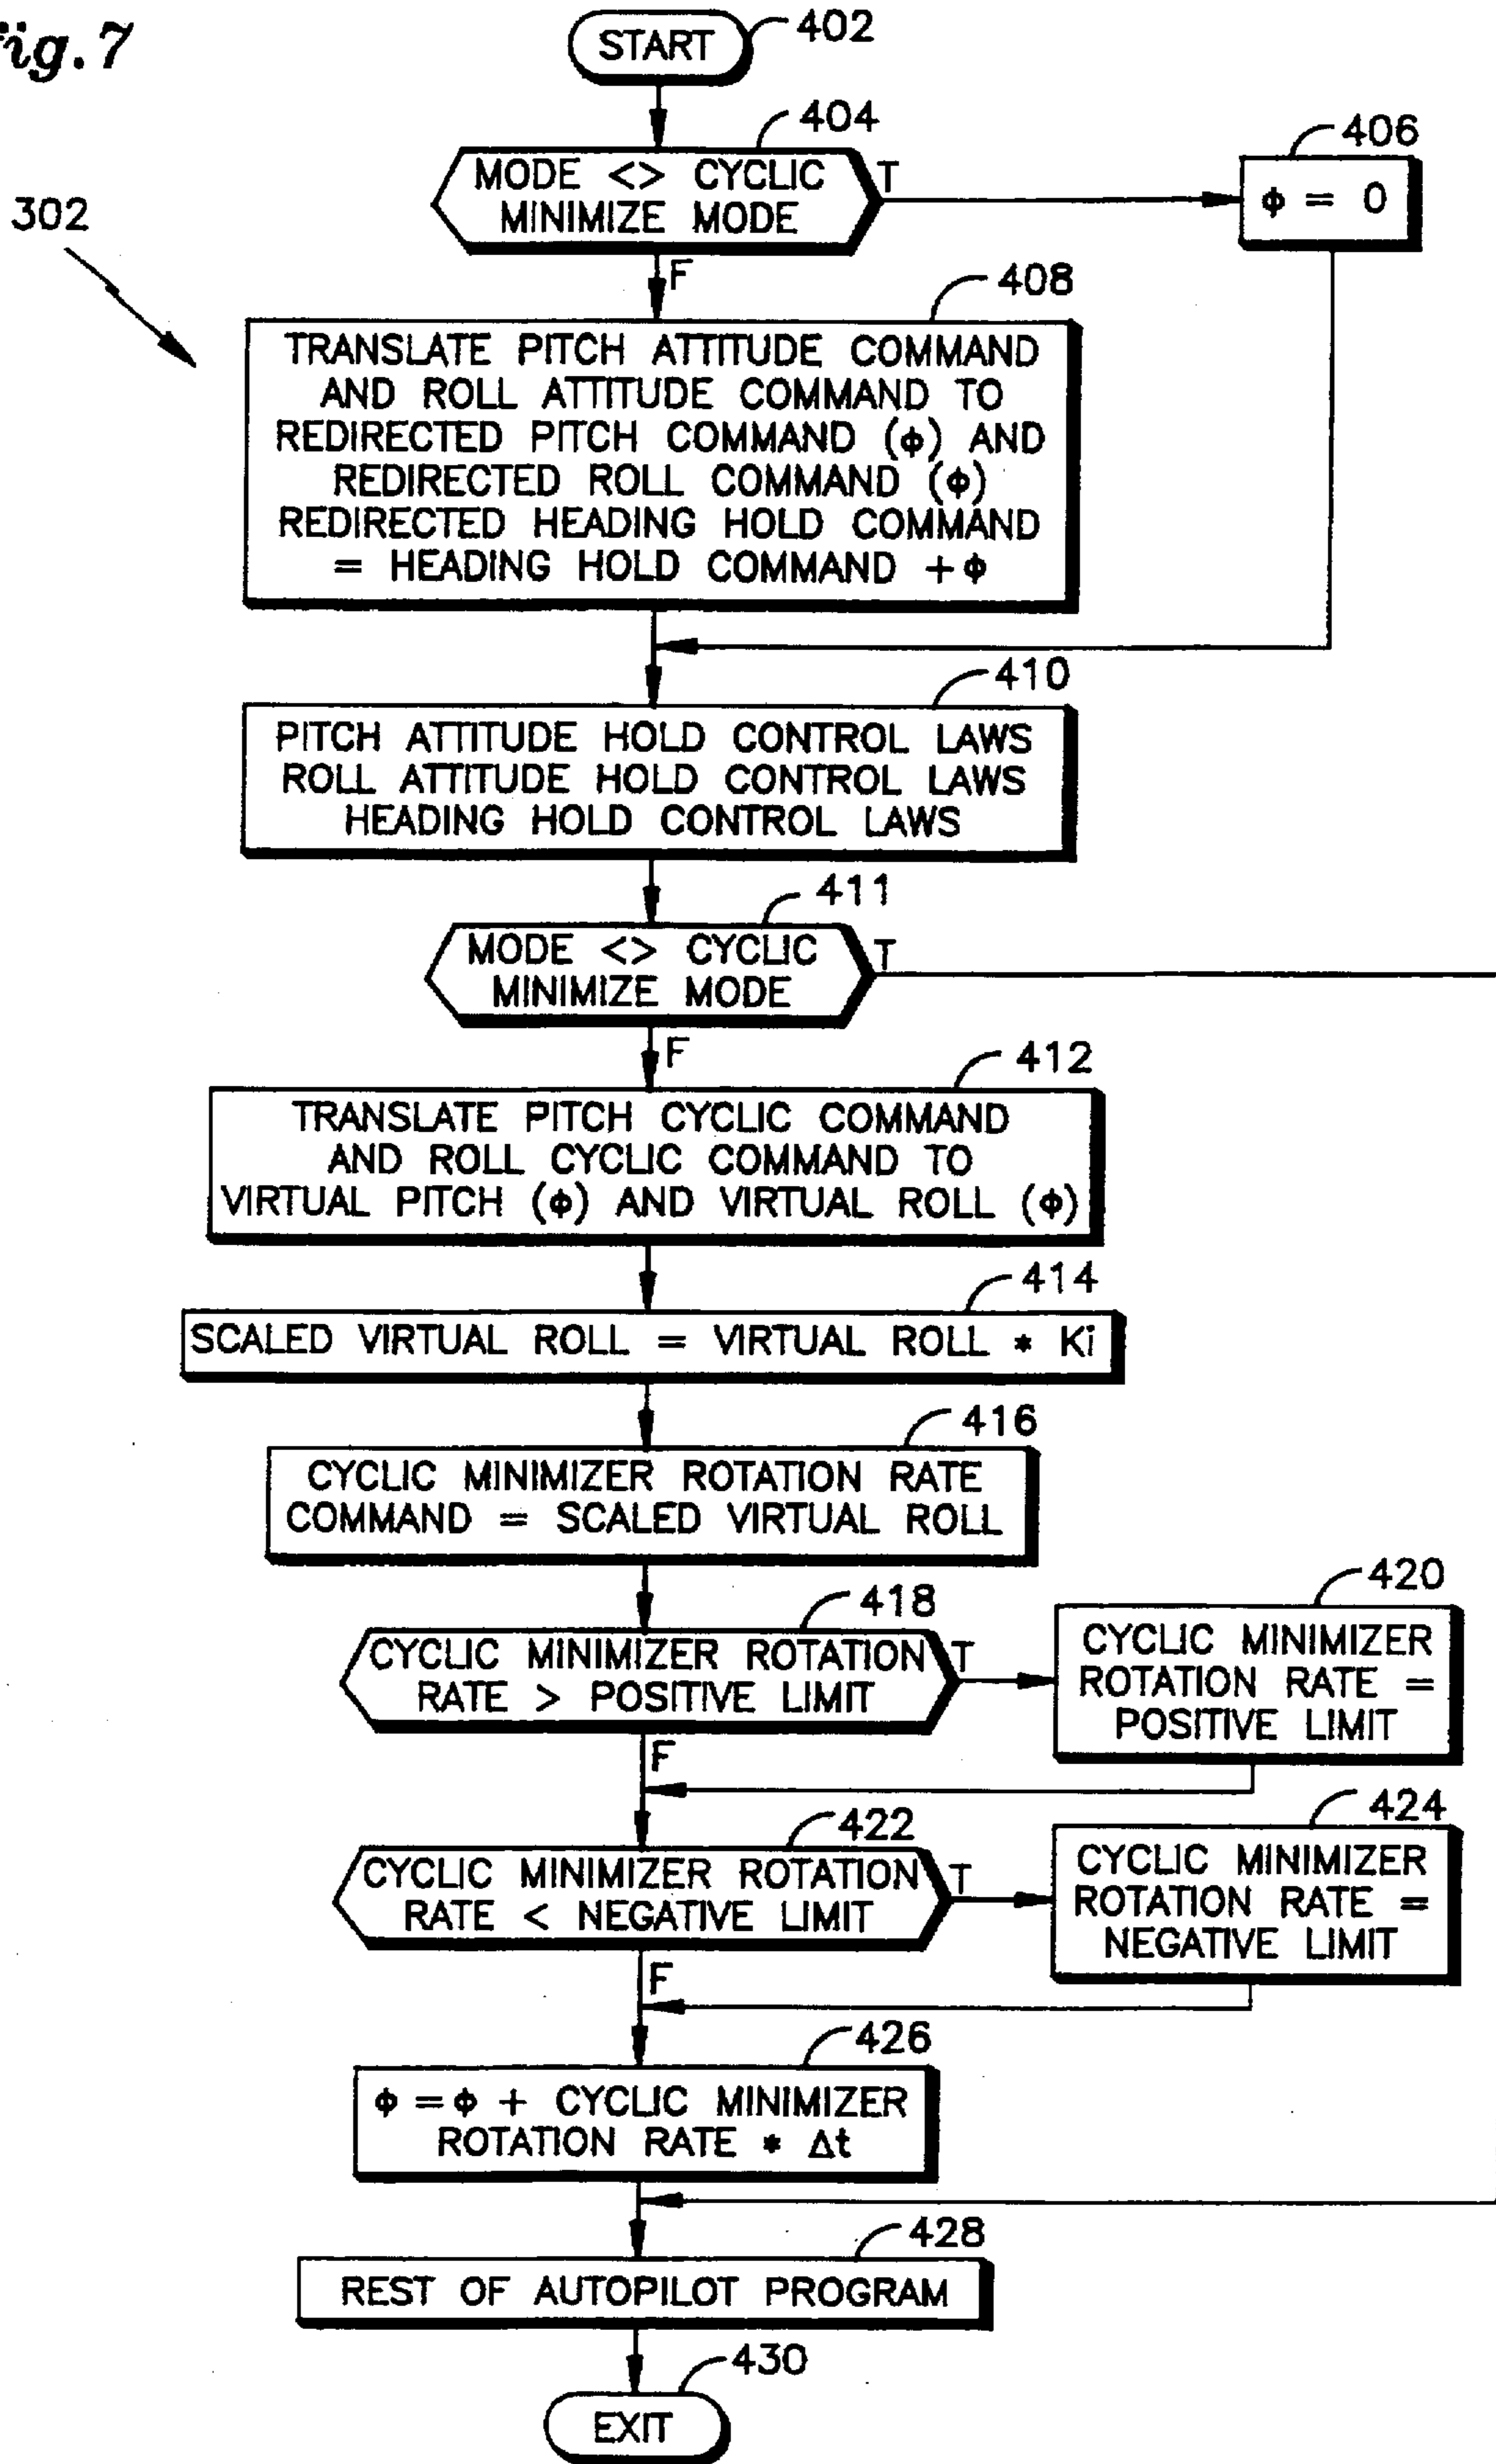 Fig. 7
START
402
404
MODE <> CYCLIC
MINIMIZE MODE
T
406
ϕ = 0
302
F
408
TRANSLATE PITCH ATTITUDE COMMAND
AND ROLL ATTITUDE COMMAND TO
REDIRECTED PITCH COMMAND (ϕ) AND
REDIRECTED ROLL COMMAND (ϕ)
REDIRECTED HEADING HOLD COMMAND
= HEADING HOLD COMMAND +ϕ
410
PITCH ATTITUDE HOLD CONTROL LAWS
ROLL ATTITUDE HOLD CONTROL LAWS
HEADING HOLD CONTROL LAWS
411
MODE <> CYCLIC
MINIMIZE MODE
T
F
412
TRANSLATE PITCH CYCLIC COMMAND
AND ROLL CYCLIC COMMAND TO
VIRTUAL PITCH (ϕ) AND VIRTUAL ROLL (ϕ)
414
SCALED VIRTUAL ROLL = VIRTUAL ROLL * Ki
416
CYCLIC MINIMIZER ROTATION RATE
COMMAND = SCALED VIRTUAL ROLL
418
CYCLIC MINIMIZER ROTATION
RATE > POSITIVE LIMIT
T
420
CYCLIC MINIMIZER
ROTATION RATE =
POSITIVE LIMIT
F
422
CYCLIC MINIMIZER ROTATION
RATE < NEGATIVE LIMIT
T
424
CYCLIC MINIMIZER
ROTATION RATE =
NEGATIVE LIMIT
F
426
ϕ = ϕ + CYCLIC MINIMIZER
ROTATION RATE * Δt
428
REST OF AUTOPILOT PROGRAM
430
EXIT